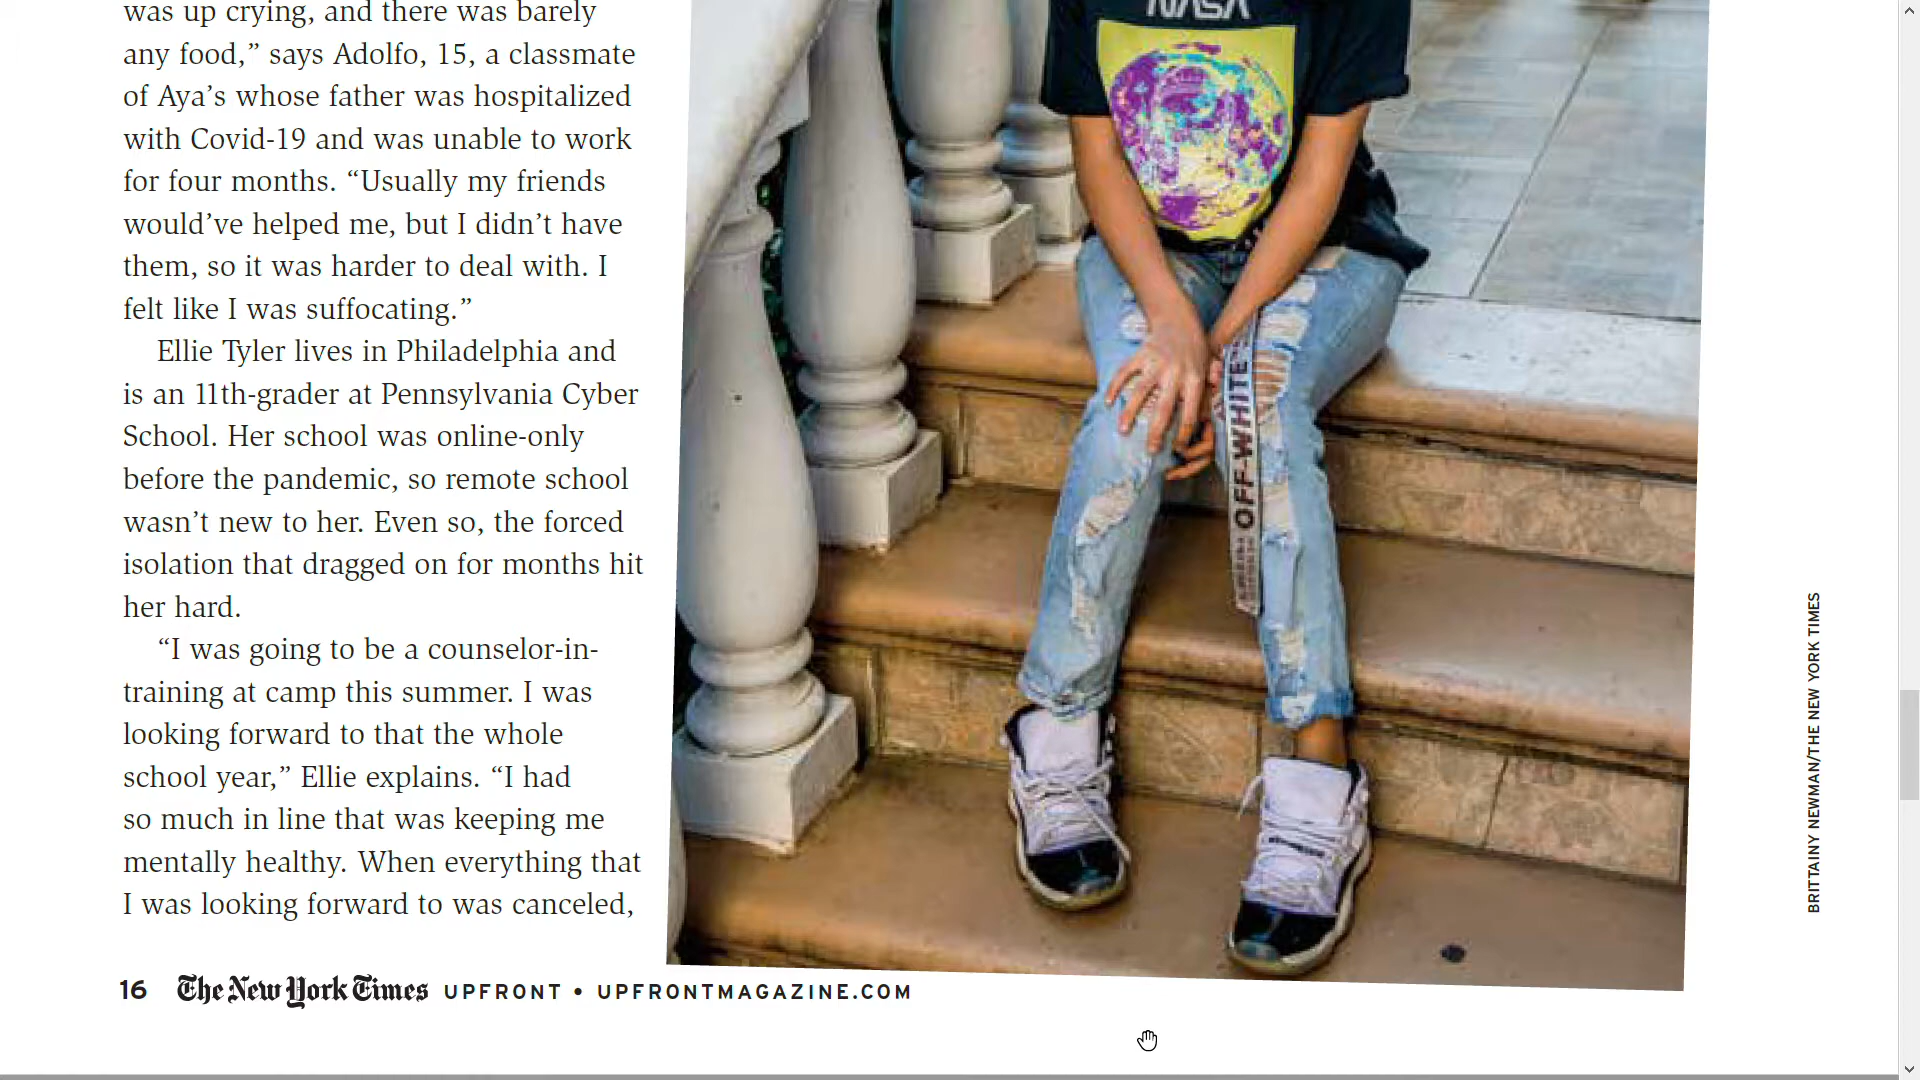 was up crying, and there was barely
any food,” says Adolfo, 15, a classmate
of Aya’s whose father was hospitalized
with Covid-19 and was unable to work
for four months. “Usually my friends
would’ve helped me, but I didn’t have
them, so it was harder to deal with. I
felt like I was suffocating.”
Ellie Tyler lives in Philadelphia and
is an 11th-grader at Pennsylvania Cyber
School. Her school was online-only
before the pandemic, so remote school
wasn’t new to her. Even so, the forced
isolation that dragged on for months hit
her hard.
“I was going to be a counselor-in-
training at camp this summer. I was
looking forward to that the whole
school year,” Ellie explains. “I had
so much in line that was keeping me
mentally healthy. When everything that
I was looking forward to was canceled,
NASA
OFF-WHITE
BRITTAINY NEWMAN/THE NEW YORK TIMES
16 The New York Times UPFRONT • UPFRONTMAGAZINE.COM